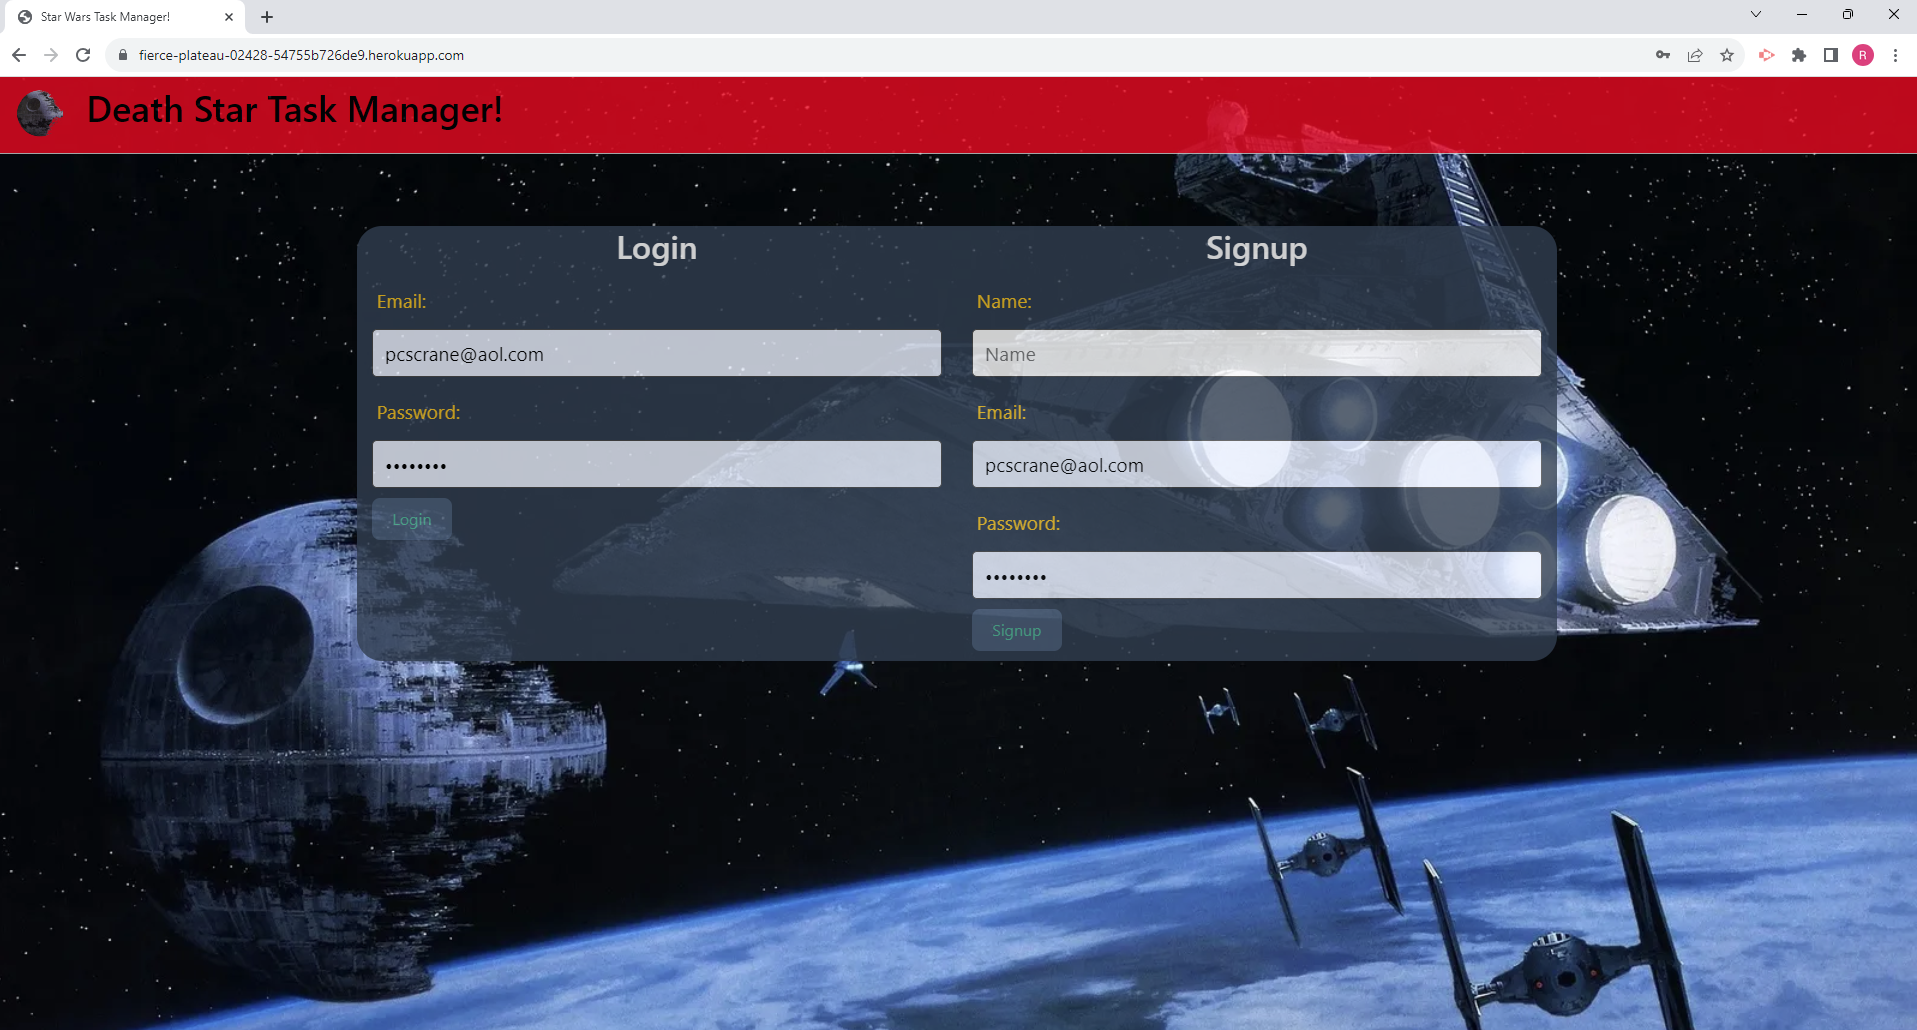 Star Wars Task Manager!
fierce-plateau-02428-54755b726de9.herokuapp.com
R
Death Star Task Manager!
Login
Email:
pcscrane@aol.com
Password:
••••••••
Login
Signup
Name:
Name
Email:
pcscrane@aol.com
Password:
••••••••
Signup